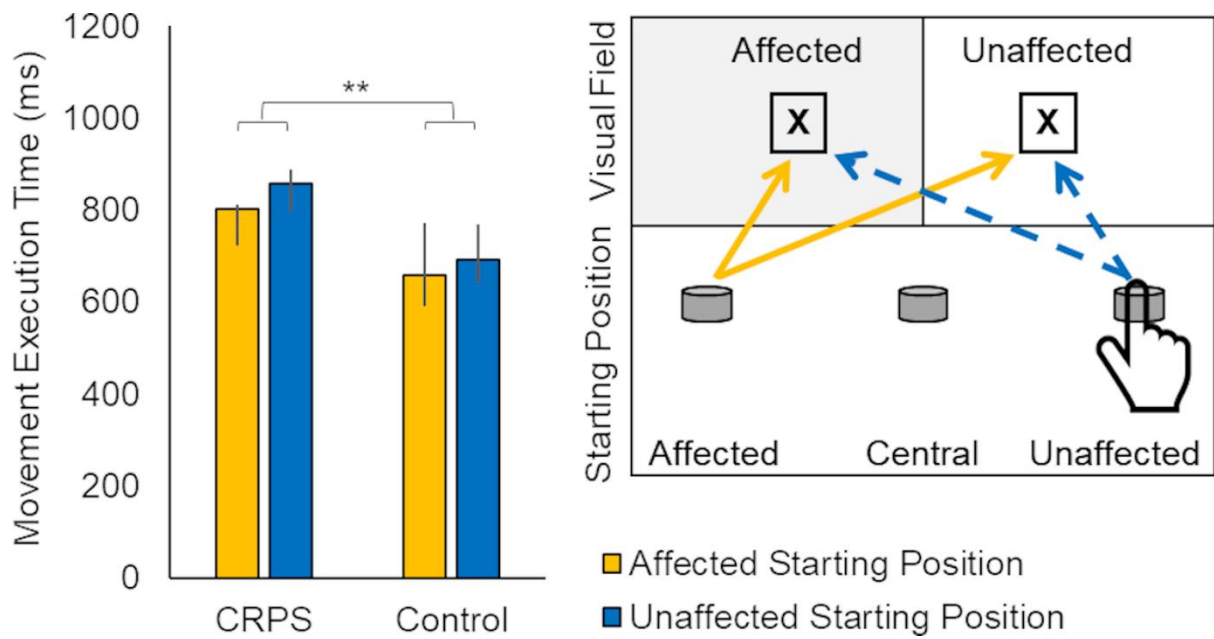 Movement Execution Time (ms)
1200
1000
800
600
400
200
0
**
CRPS Control
Visual Field
Affected Unaffected
X X
Starting Position
Affected Central Unaffected
Affected Starting Position
Unaffected Starting Position